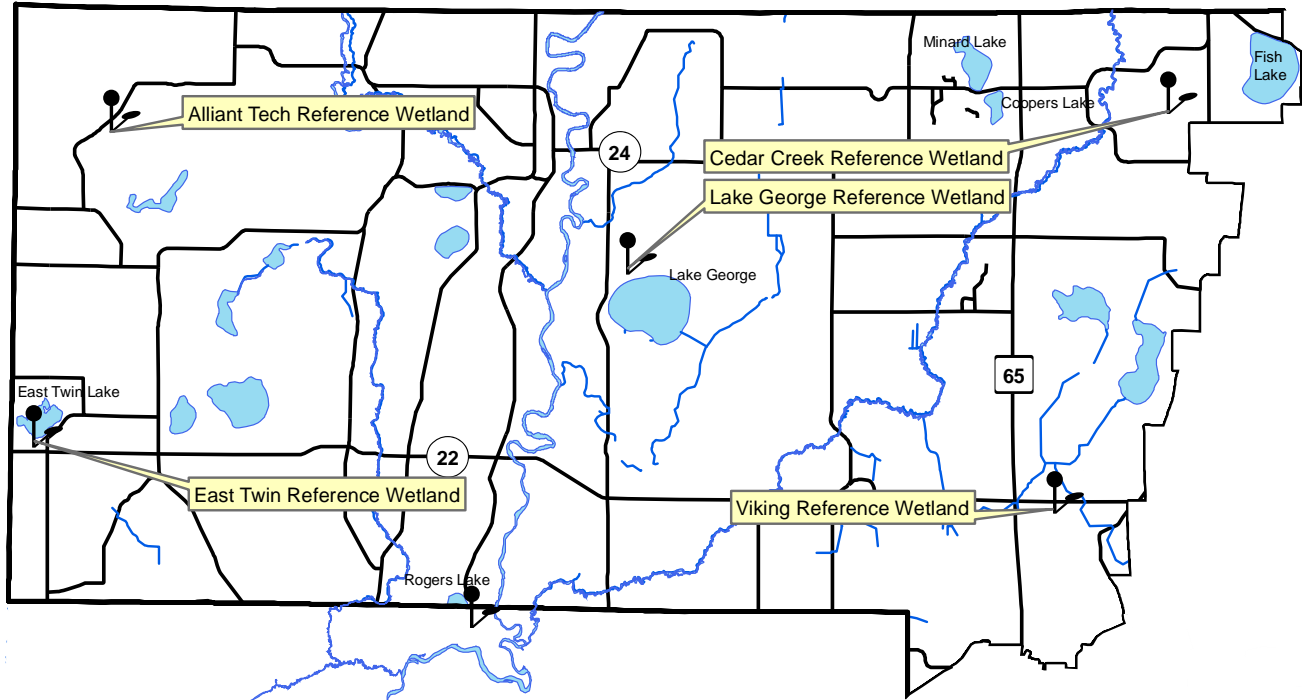 Minard Lake
Fish
Lake
Alliant Tech Reference Wetland
Coopers Lake
24
Cedar Creek Reference Wetland
Lake George Reference Wetland
Lake George
65
East Twin Lake
22
East Twin Reference Wetland
Viking Reference Wetland
Rogers Lake